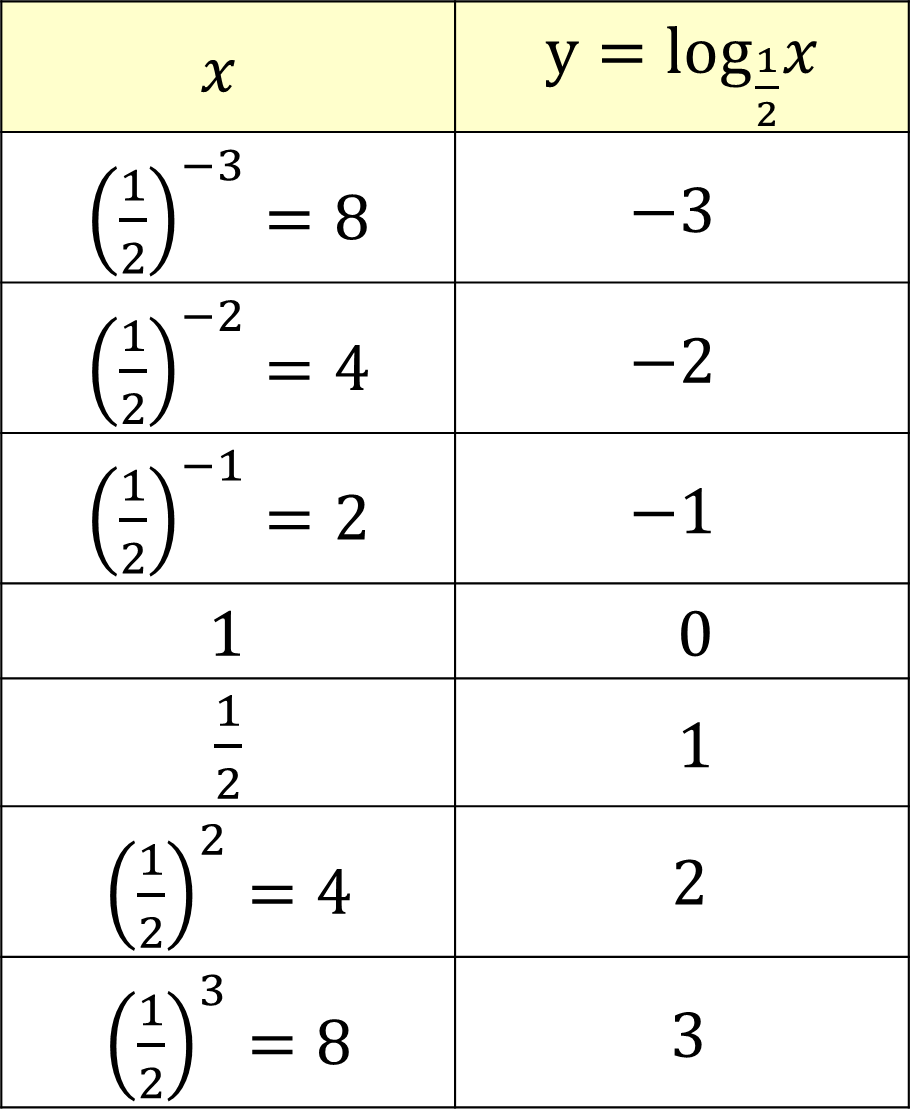 x y = log_{1/2} x
(1/2)^{−3} = 8 −3
(1/2)^{−2} = 4 −2
(1/2)^{−1} = 2 −1
1 0
1/2 1
(1/2)^{2} = 4 2
(1/2)^{3} = 8 3